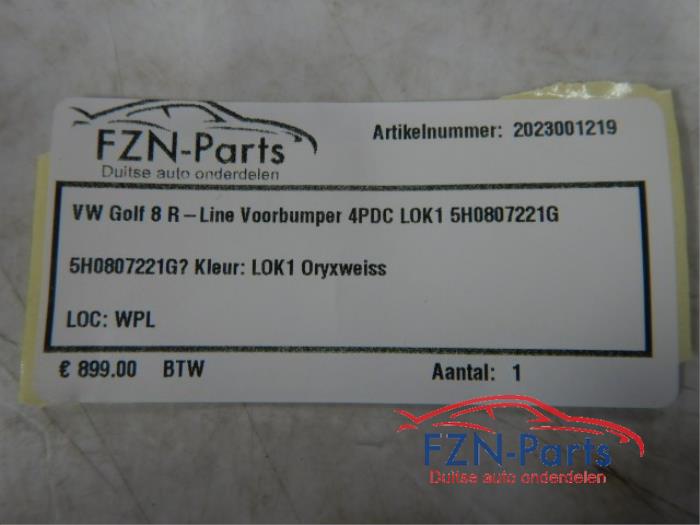 FZN-Parts
Duitse auto onderdelen
Artikelnummer: 2023001219
VW Golf 8 R-Line Voorbumper 4PDC LOK1 5H0807221G
5H0807221G? Kleur: LOK1 Oryxweiss
LOC: WPL
€ 899.00 BTW
Aantal: 1
FZN-Parts
Duitse auto onderdelen